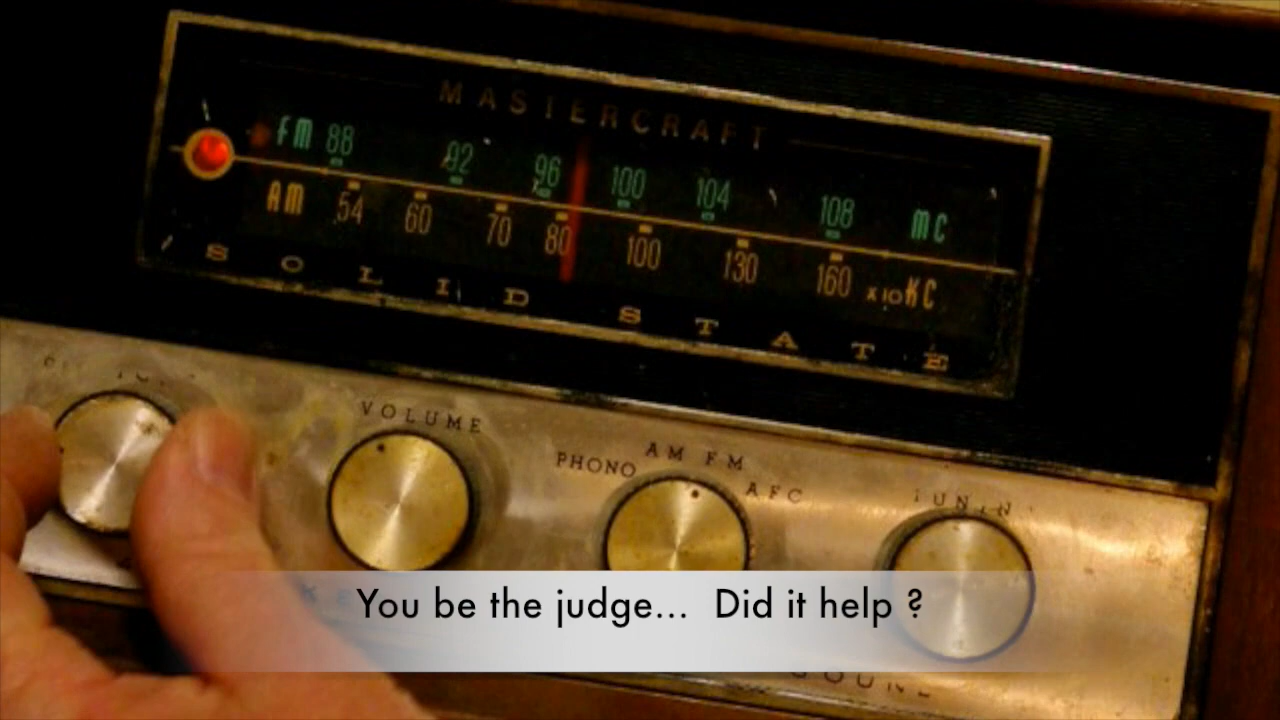 MASTERCRAFT
FM 88 92 96 100 104 108 MC
AM 54 60 70 80 100 130 160 x10KC
SOLID STATE
VOLUME
PHONO AM FM AFC
You be the judge... Did it help ?